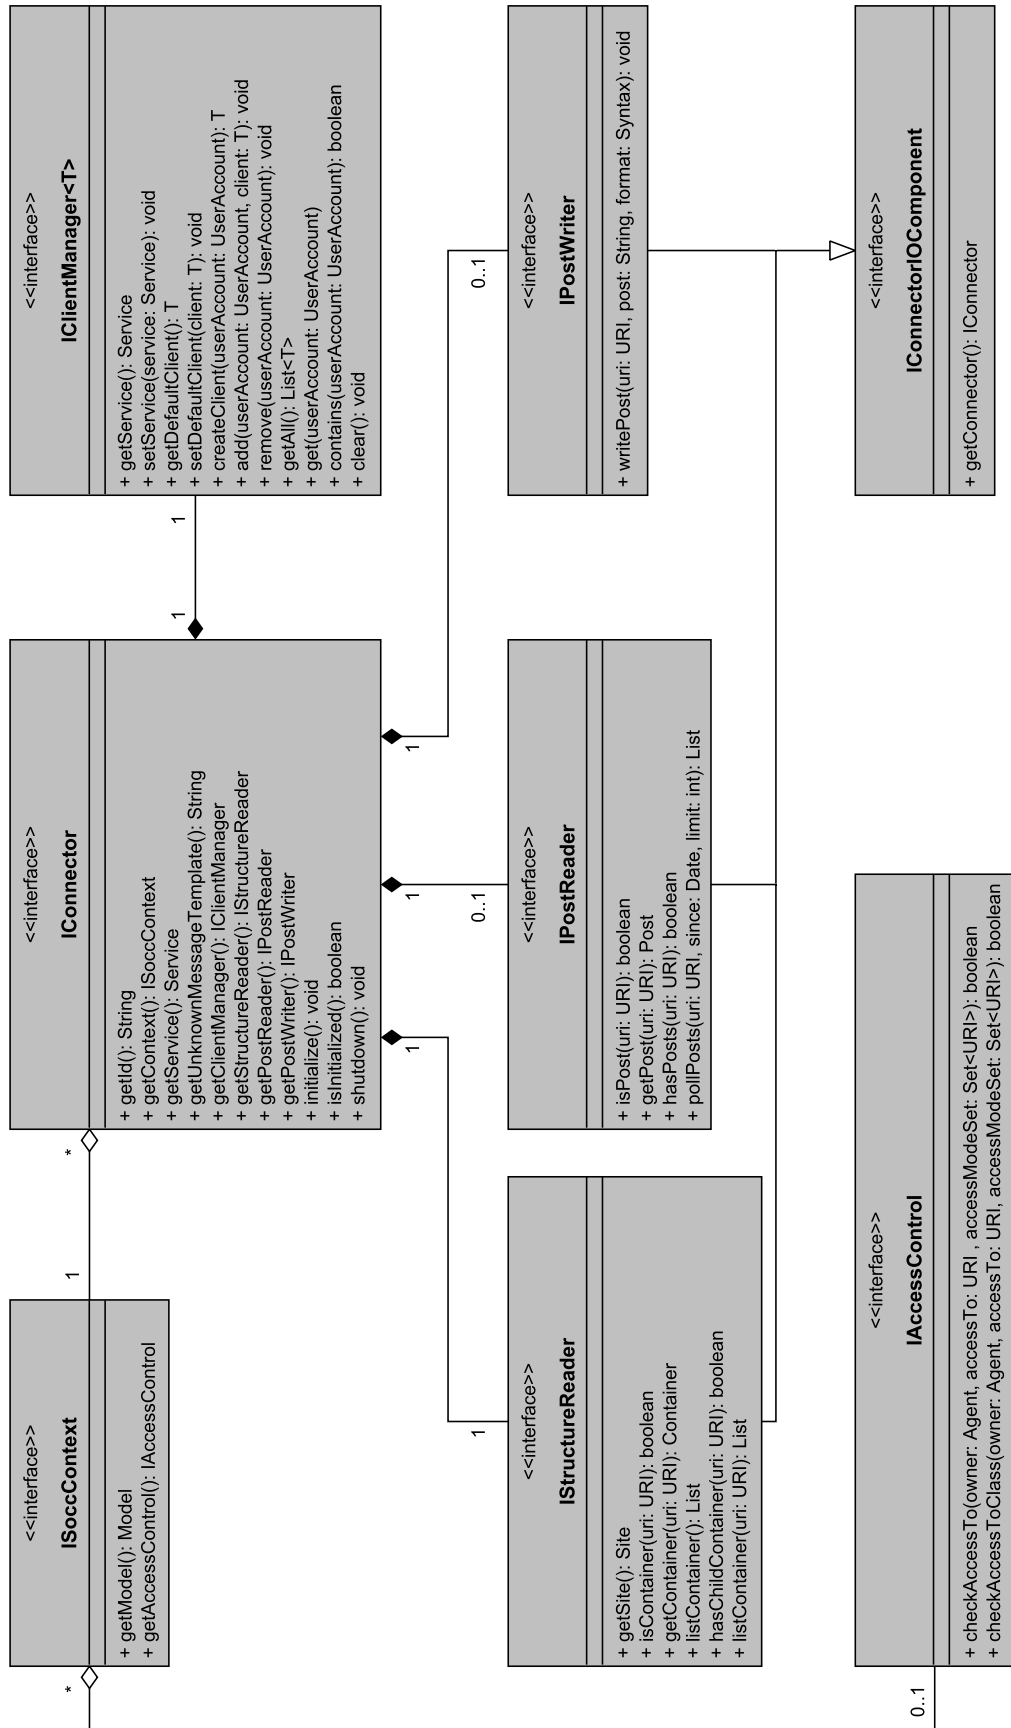 <<interface>>
ISoccContext
+ getModel(): Model
+ getAccessControl(): IAccessControl
*
1
*
<<interface>>
IConnector
+ getId(): String
+ getContext(): ISoccContext
+ getService(): Service
+ getUnknownMessageTemplate(): String
+ getClientManager(): IClientManager
+ getStructureReader(): IStructureReader
+ getPostReader(): IPostReader
+ getPostWriter(): IPostWriter
+ initialize(): void
+ isInitialized(): boolean
+ shutdown(): void
1
1
<<interface>>
IClientManager<T>
+ getService(): Service
+ setService(service: Service): void
+ getDefaultClient(): T
+ setDefaultClient(client: T): void
+ createClient(userAccount: UserAccount): T
+ add(userAccount: UserAccount, client: T): void
+ remove(userAccount: UserAccount): void
+ getAll(): List<T>
+ get(userAccount: UserAccount)
+ contains(userAccount: UserAccount): boolean
+ clear(): void
1
1
1
1
0..1
0..1
<<interface>>
IStructureReader
+ getSite(): Site
+ isContainer(uri: URI): boolean
+ getContainer(uri: URI): Container
+ listContainer(): List
+ hasChildContainer(uri: URI): boolean
+ listContainer(uri: URI): List
<<interface>>
IPostReader
+ isPost(uri: URI): boolean
+ getPost(uri: URI): Post
+ hasPosts(uri: URI): boolean
+ pollPosts(uri: URI, since: Date, limit: int): List
<<interface>>
IPostWriter
+ writePost(uri: URI, post: String, format: Syntax): void
0..1
<<interface>>
IAccessControl
+ checkAccessTo(owner: Agent, accessTo: URI , accessModeSet: Set<URI>): boolean
+ checkAccessToClass(owner: Agent, accessTo: URI, accessModeSet: Set<URI>): boolean
<<interface>>
IConnectorIOComponent
+ getConnector(): IConnector